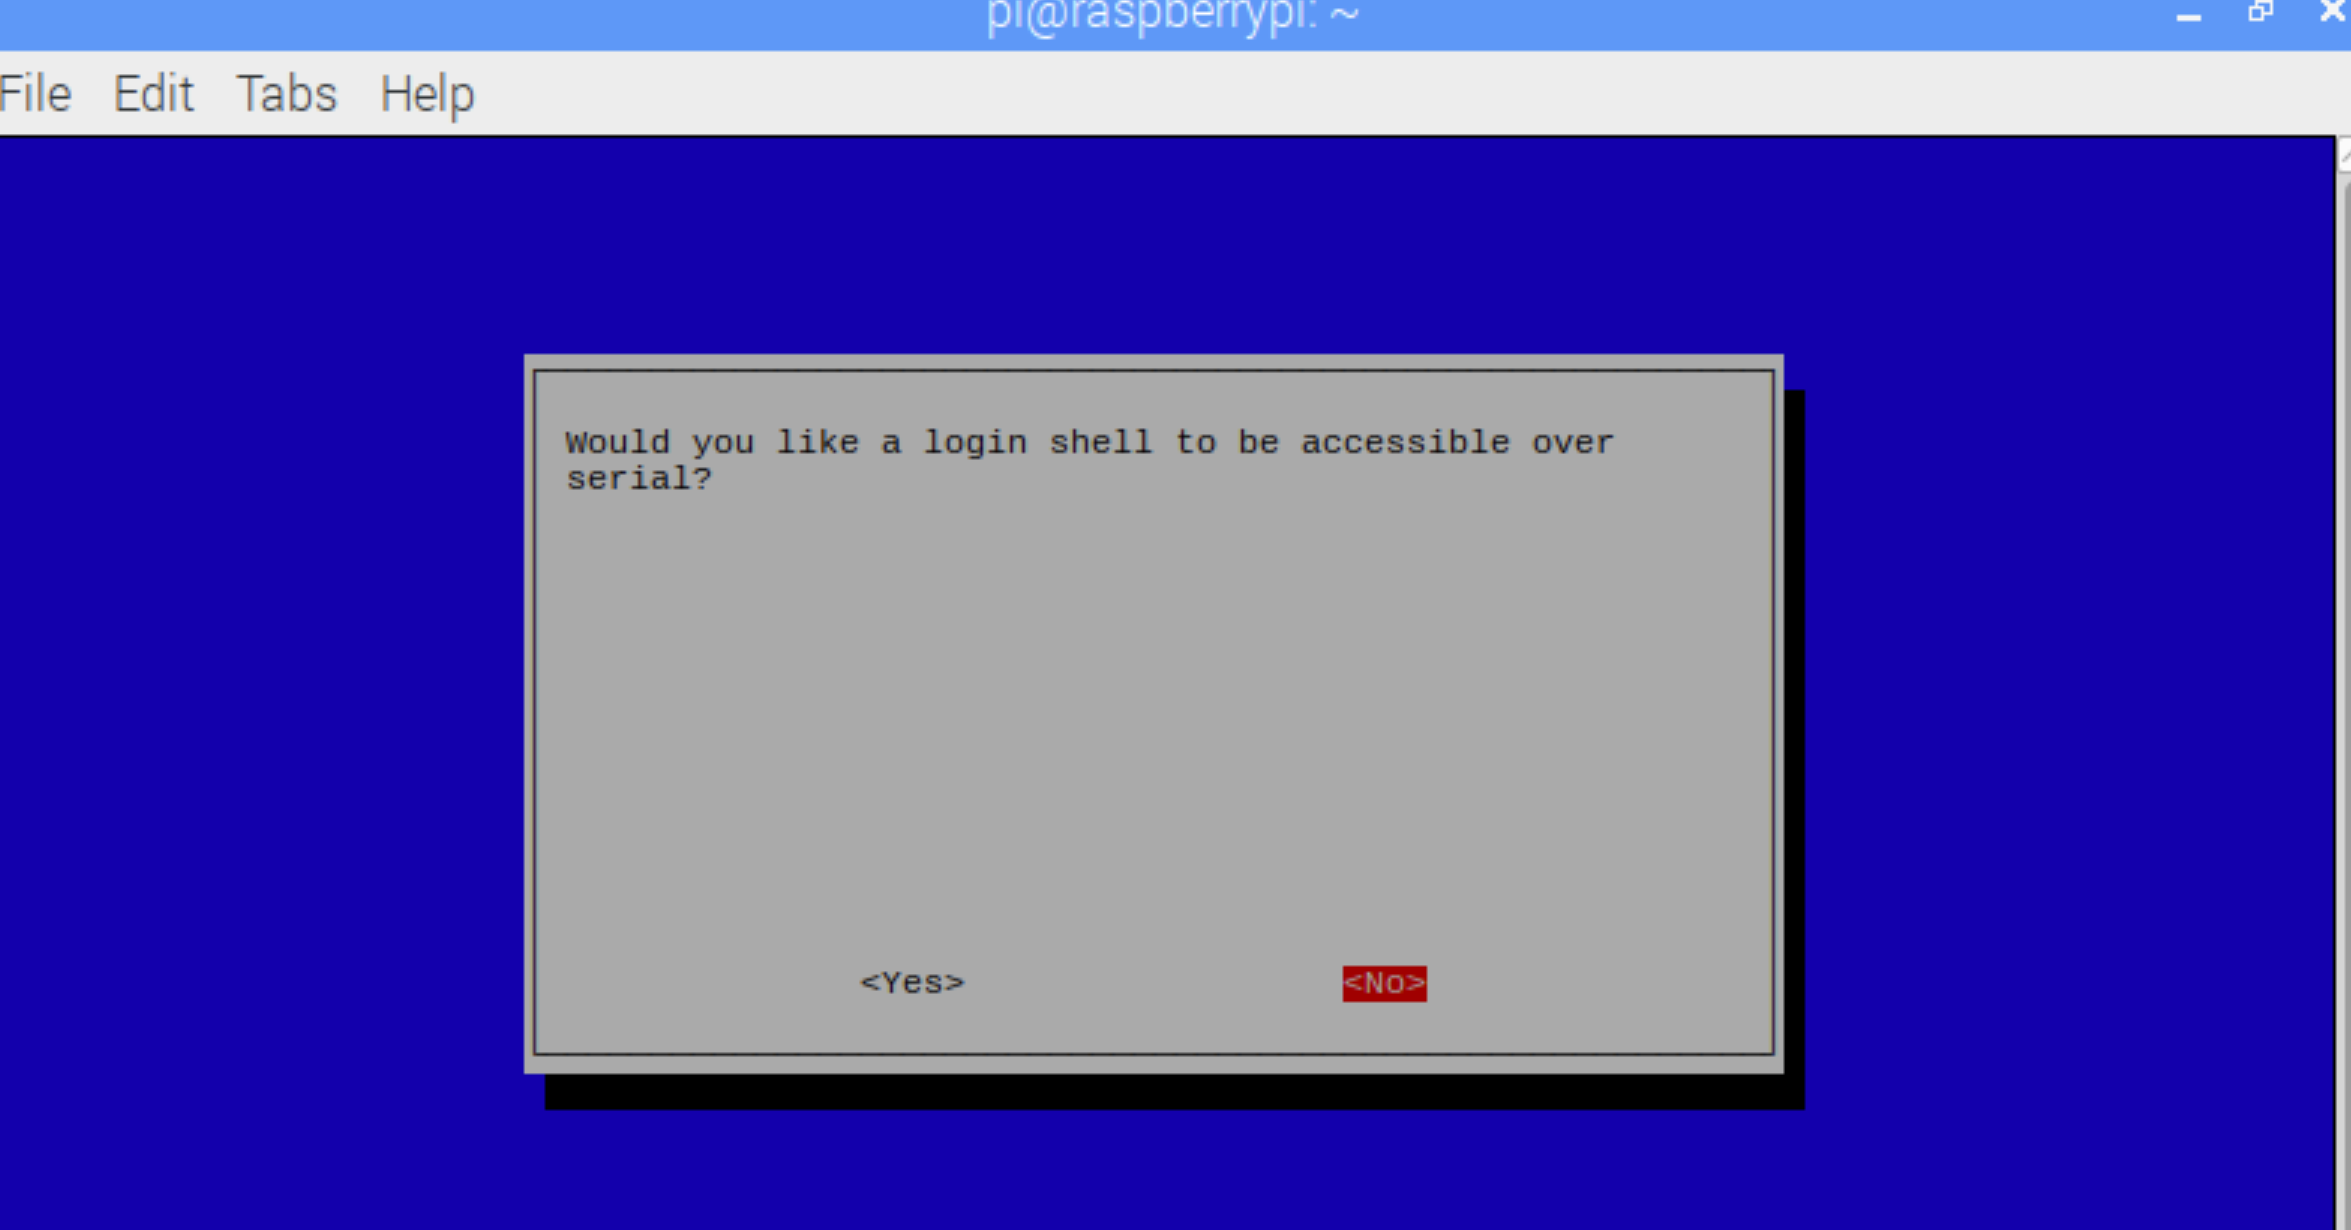 pi@raspberrypi: ~
File Edit Tabs Help
Would you like a login shell to be accessible over
serial?
<Yes> <No>